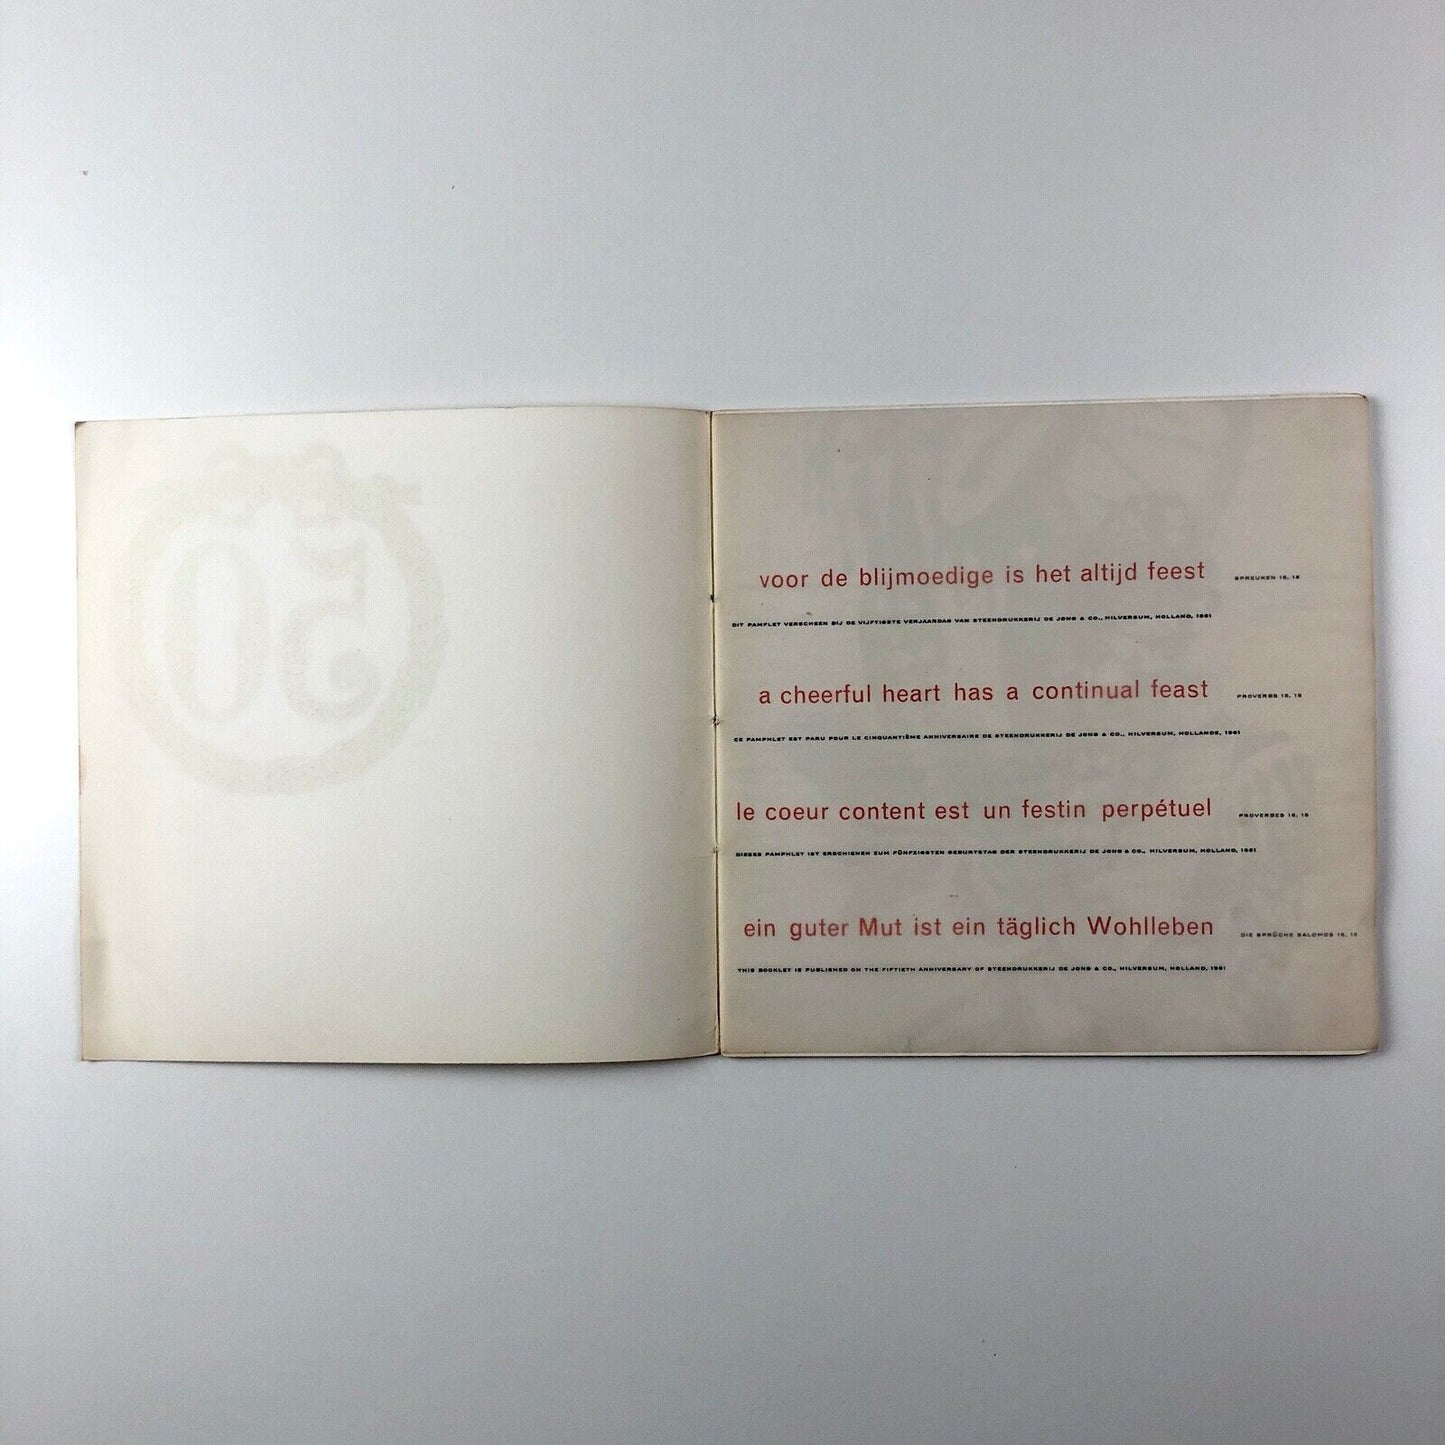 50
voor de blijmoedige is het altijd feest SPREUKEN 15, 15
DIT PAMFLET VERSCHEEN BIJ DE VIJFTIGSTE VERJAARDAG VAN STEENDRUKKERIJ DE JONG & CO., HILVERSUM, HOLLAND, 1961
a cheerful heart has a continual feast PROVERBS 15, 15
CE PAMPHLET EST PARU POUR LE CINQUANTIÈME ANNIVERSAIRE DE STEENDRUKKERIJ DE JONG & CO., HILVERSUM, HOLLANDE, 1961
le coeur content est un festin perpétuel PROVERBES 15, 15
DIESES PAMPHLET IST ERSCHIENEN ZUM FÜNFZIGSTEN GEBURTSTAG DER STEENDRUKKERIJ DE JONG & CO., HILVERSUM, HOLLAND, 1961
ein guter Mut ist ein täglich Wohlleben DIE SPRÜCHE SALOMOS 15, 15
THIS BOOKLET IS PUBLISHED ON THE FIFTIETH ANNIVERSARY OF STEENDRUKKERIJ DE JONG & CO., HILVERSUM, HOLLAND, 1961